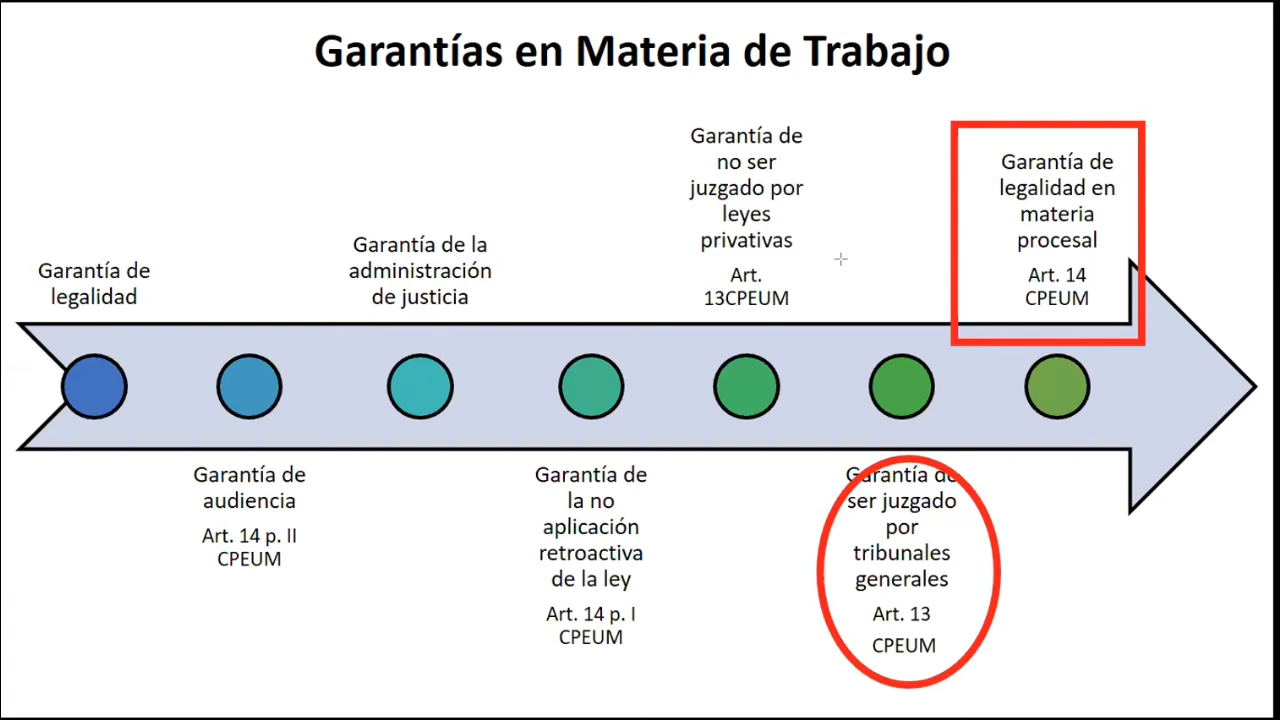 Garantías en Materia de Trabajo
Garantía de
legalidad
Garantía de
audiencia
Art. 14 p. II
CPEUM
Garantía de la
administración
de justicia
Garantía de
la no
aplicación
retroactiva
de la ley
Art. 14 p. I
CPEUM
Garantía de
no ser
juzgado por
leyes
privativas
Art.
13CPEUM
Garantía de
ser juzgado
por
tribunales
generales
Art. 13
CPEUM
Garantía de
legalidad en
materia
procesal
Art. 14
CPEUM